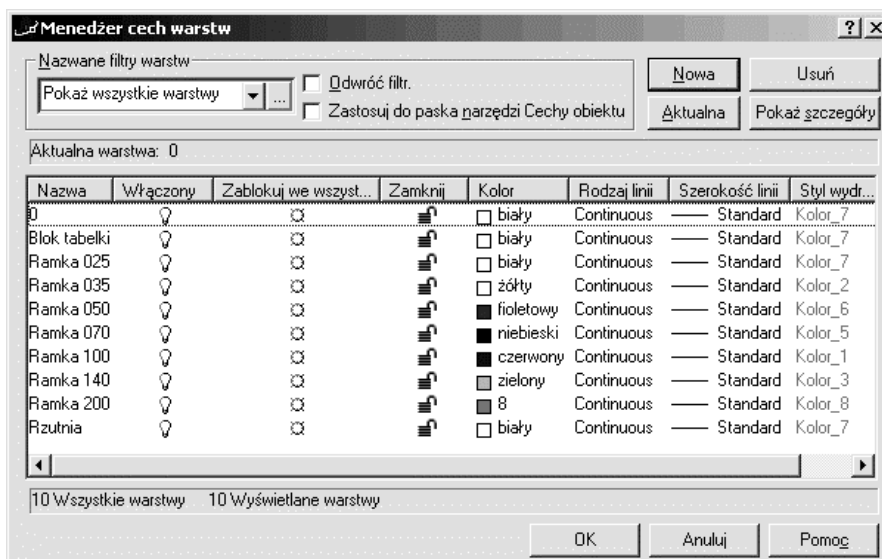 Menedżer cech warstw
Nazwane filtry warstw
Pokaż wszystkie warstwy ...
Odwróć filtr.
Zastosuj do paska narzędzi Cechy obiektu
Nowa Usuń
Aktualna Pokaż szczegóły
Aktualna warstwa: 0
Nazwa Włączony Zablokuj we wszyst... Zamknij Kolor Rodzaj linii Szerokość linii Styl wydr...
0 biały Continuous Standard Kolor_7
Blok tabelki biały Continuous Standard Kolor_7
Ramka 025 biały Continuous Standard Kolor_7
Ramka 035 żółty Continuous Standard Kolor_2
Ramka 050 fioletowy Continuous Standard Kolor_6
Ramka 070 niebieski Continuous Standard Kolor_5
Ramka 100 czerwony Continuous Standard Kolor_1
Ramka 140 zielony Continuous Standard Kolor_3
Ramka 200 8 Continuous Standard Kolor_8
Rzutnia biały Continuous Standard Kolor_7
10 Wszystkie warstwy 10 Wyświetlane warstwy
OK Anuluj Pomoc